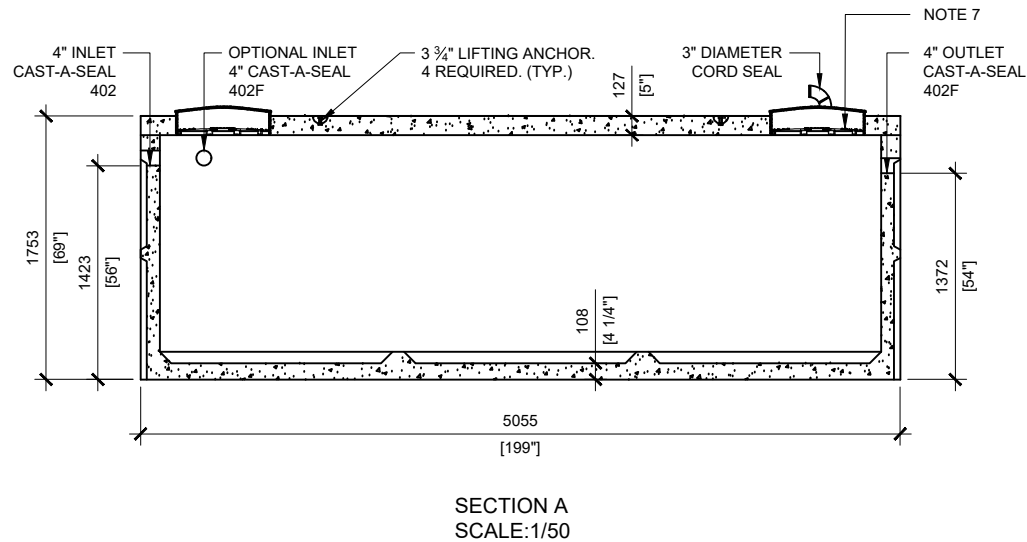 NOTE 7
4" INLET
CAST-A-SEAL
402
OPTIONAL INLET
4" CAST-A-SEAL
402F
3 ¾" LIFTING ANCHOR.
4 REQUIRED. (TYP.)
127
[5"]
3" DIAMETER
CORD SEAL
4" OUTLET
CAST-A-SEAL
402F
1753
[69"]
1423
[56"]
108
[4 1/4"]
1372
[54"]
5055
[199"]
SECTION A
SCALE:1/50